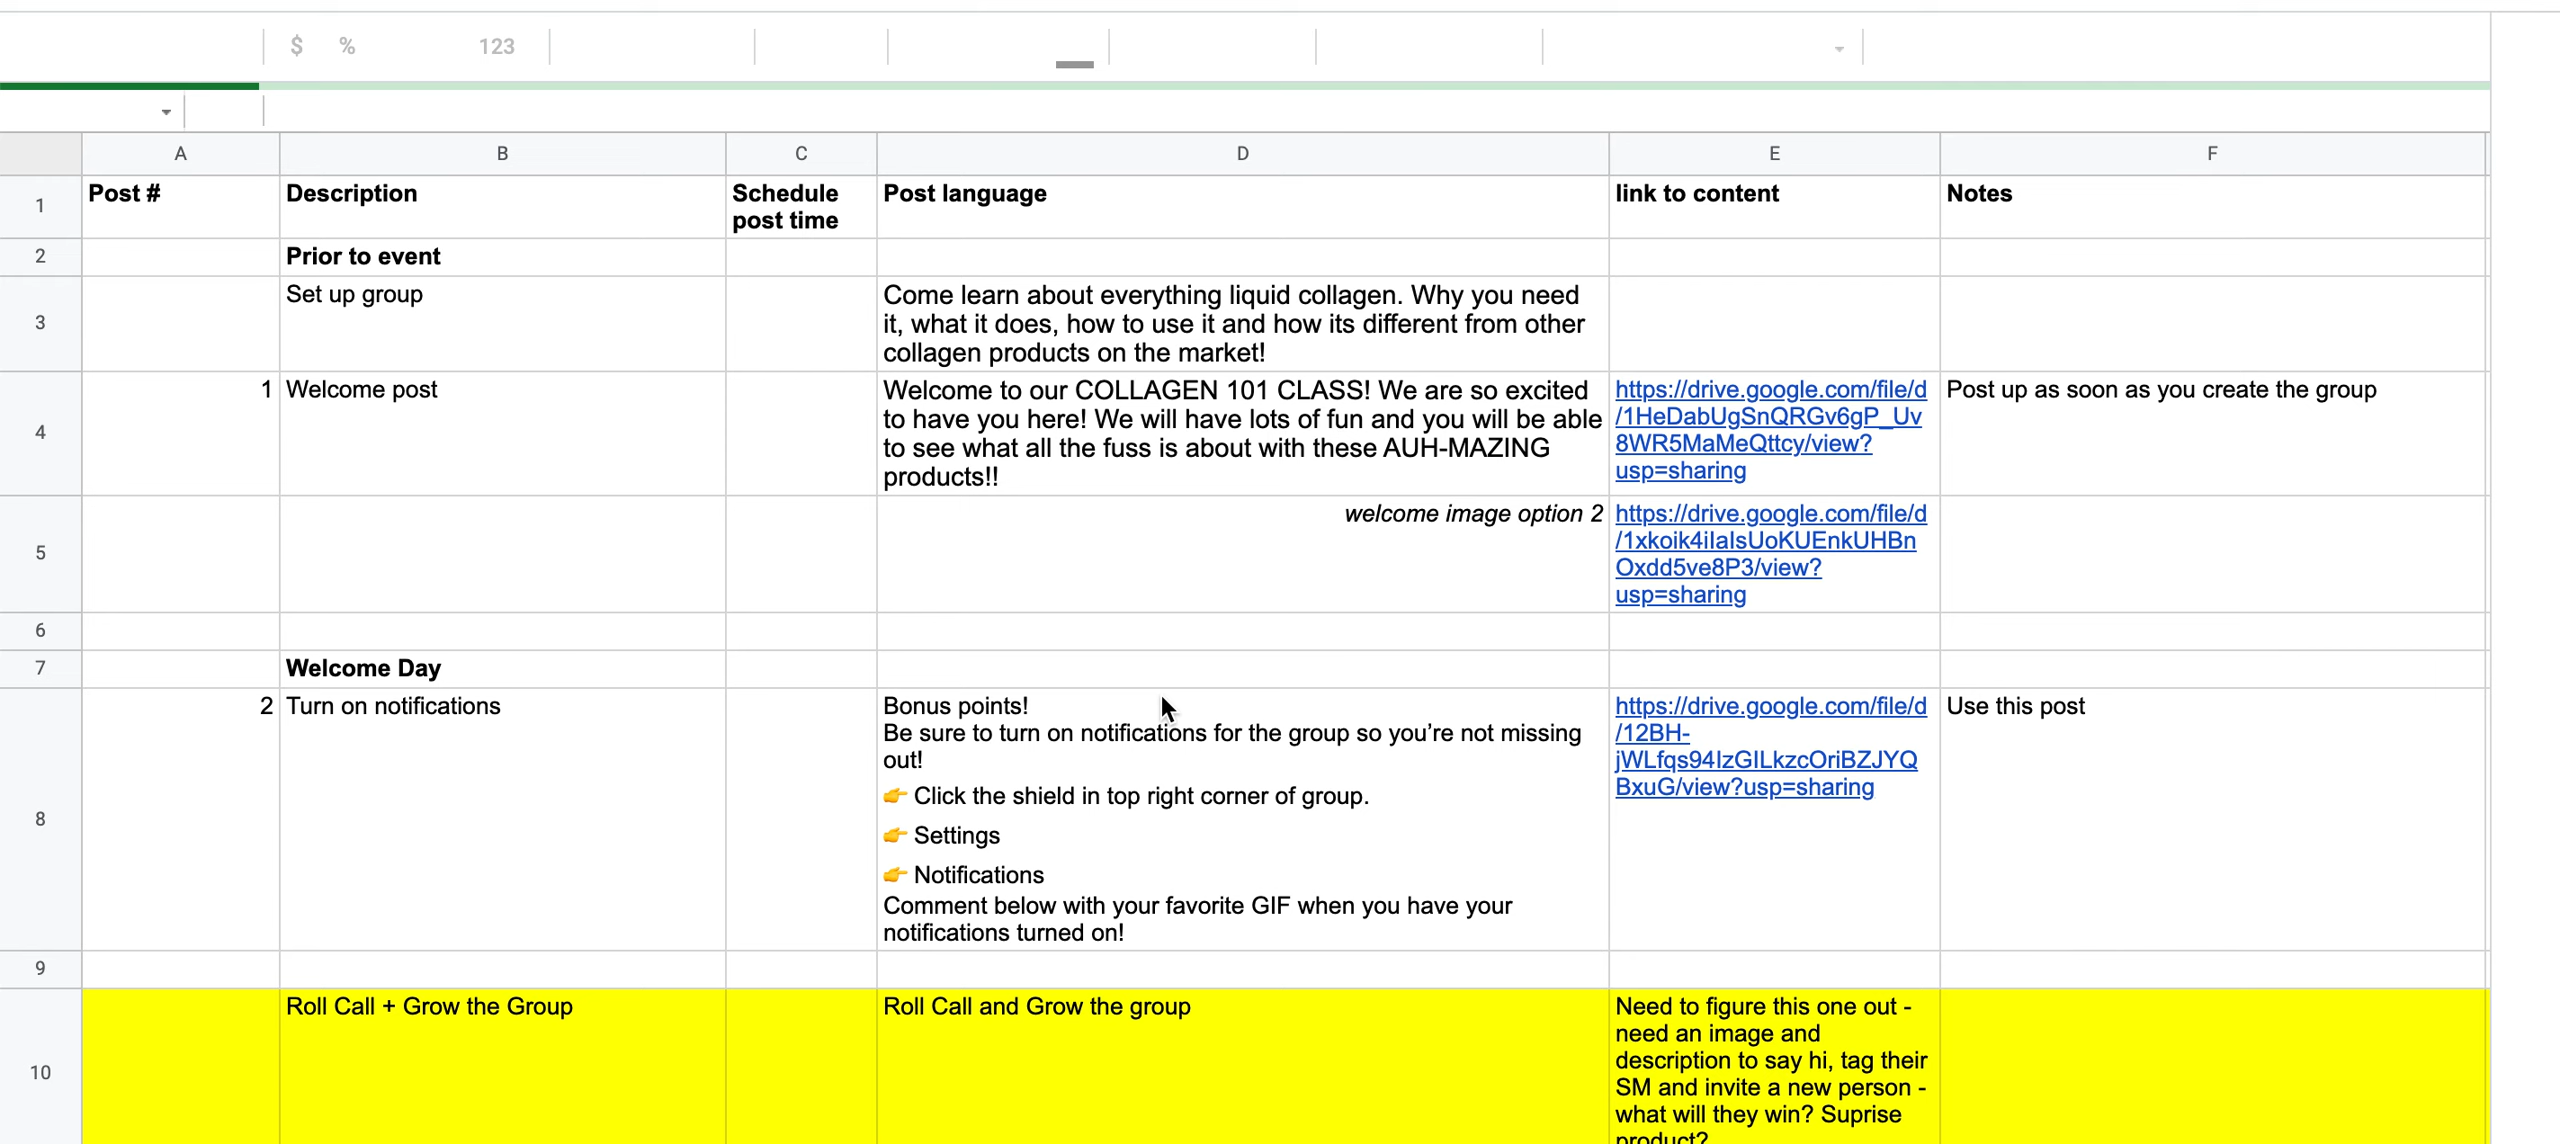 $ % 123
A B C D E F
1 Post # Description Schedule post time Post language link to content Notes
2 Prior to event
3 Set up group
Come learn about everything liquid collagen. Why you need
it, what it does, how to use it and how its different from other
collagen products on the market!
4 1 Welcome post
Welcome to our COLLAGEN 101 CLASS! We are so excited
to have you here! We will have lots of fun and you will be able
to see what all the fuss is about with these AUH-MAZING
products!!
https://drive.google.com/file/d
/1HeDabUgSnQRGv6gP_Uv
8WR5MaMeQttcy/view?
usp=sharing
Post up as soon as you create the group
5 welcome image option 2
https://drive.google.com/file/d
/1xkoik4iIaIsUoKUEnkUHBn
Oxdd5ve8P3/view?
usp=sharing
6
7 Welcome Day
8 2 Turn on notifications
Bonus points!
Be sure to turn on notifications for the group so you’re not missing
out!
👉 Click the shield in top right corner of group.
👉 Settings
👉 Notifications
Comment below with your favorite GIF when you have your
notifications turned on!
https://drive.google.com/file/d
/12BH-
jWLfqs94IzGILkzcOriBZJYQ
BxuG/view?usp=sharing
Use this post
9
10 Roll Call + Grow the Group
Roll Call and Grow the group
Need to figure this one out -
need an image and
description to say hi, tag their
SM and invite a new person -
what will they win? Suprise
product?